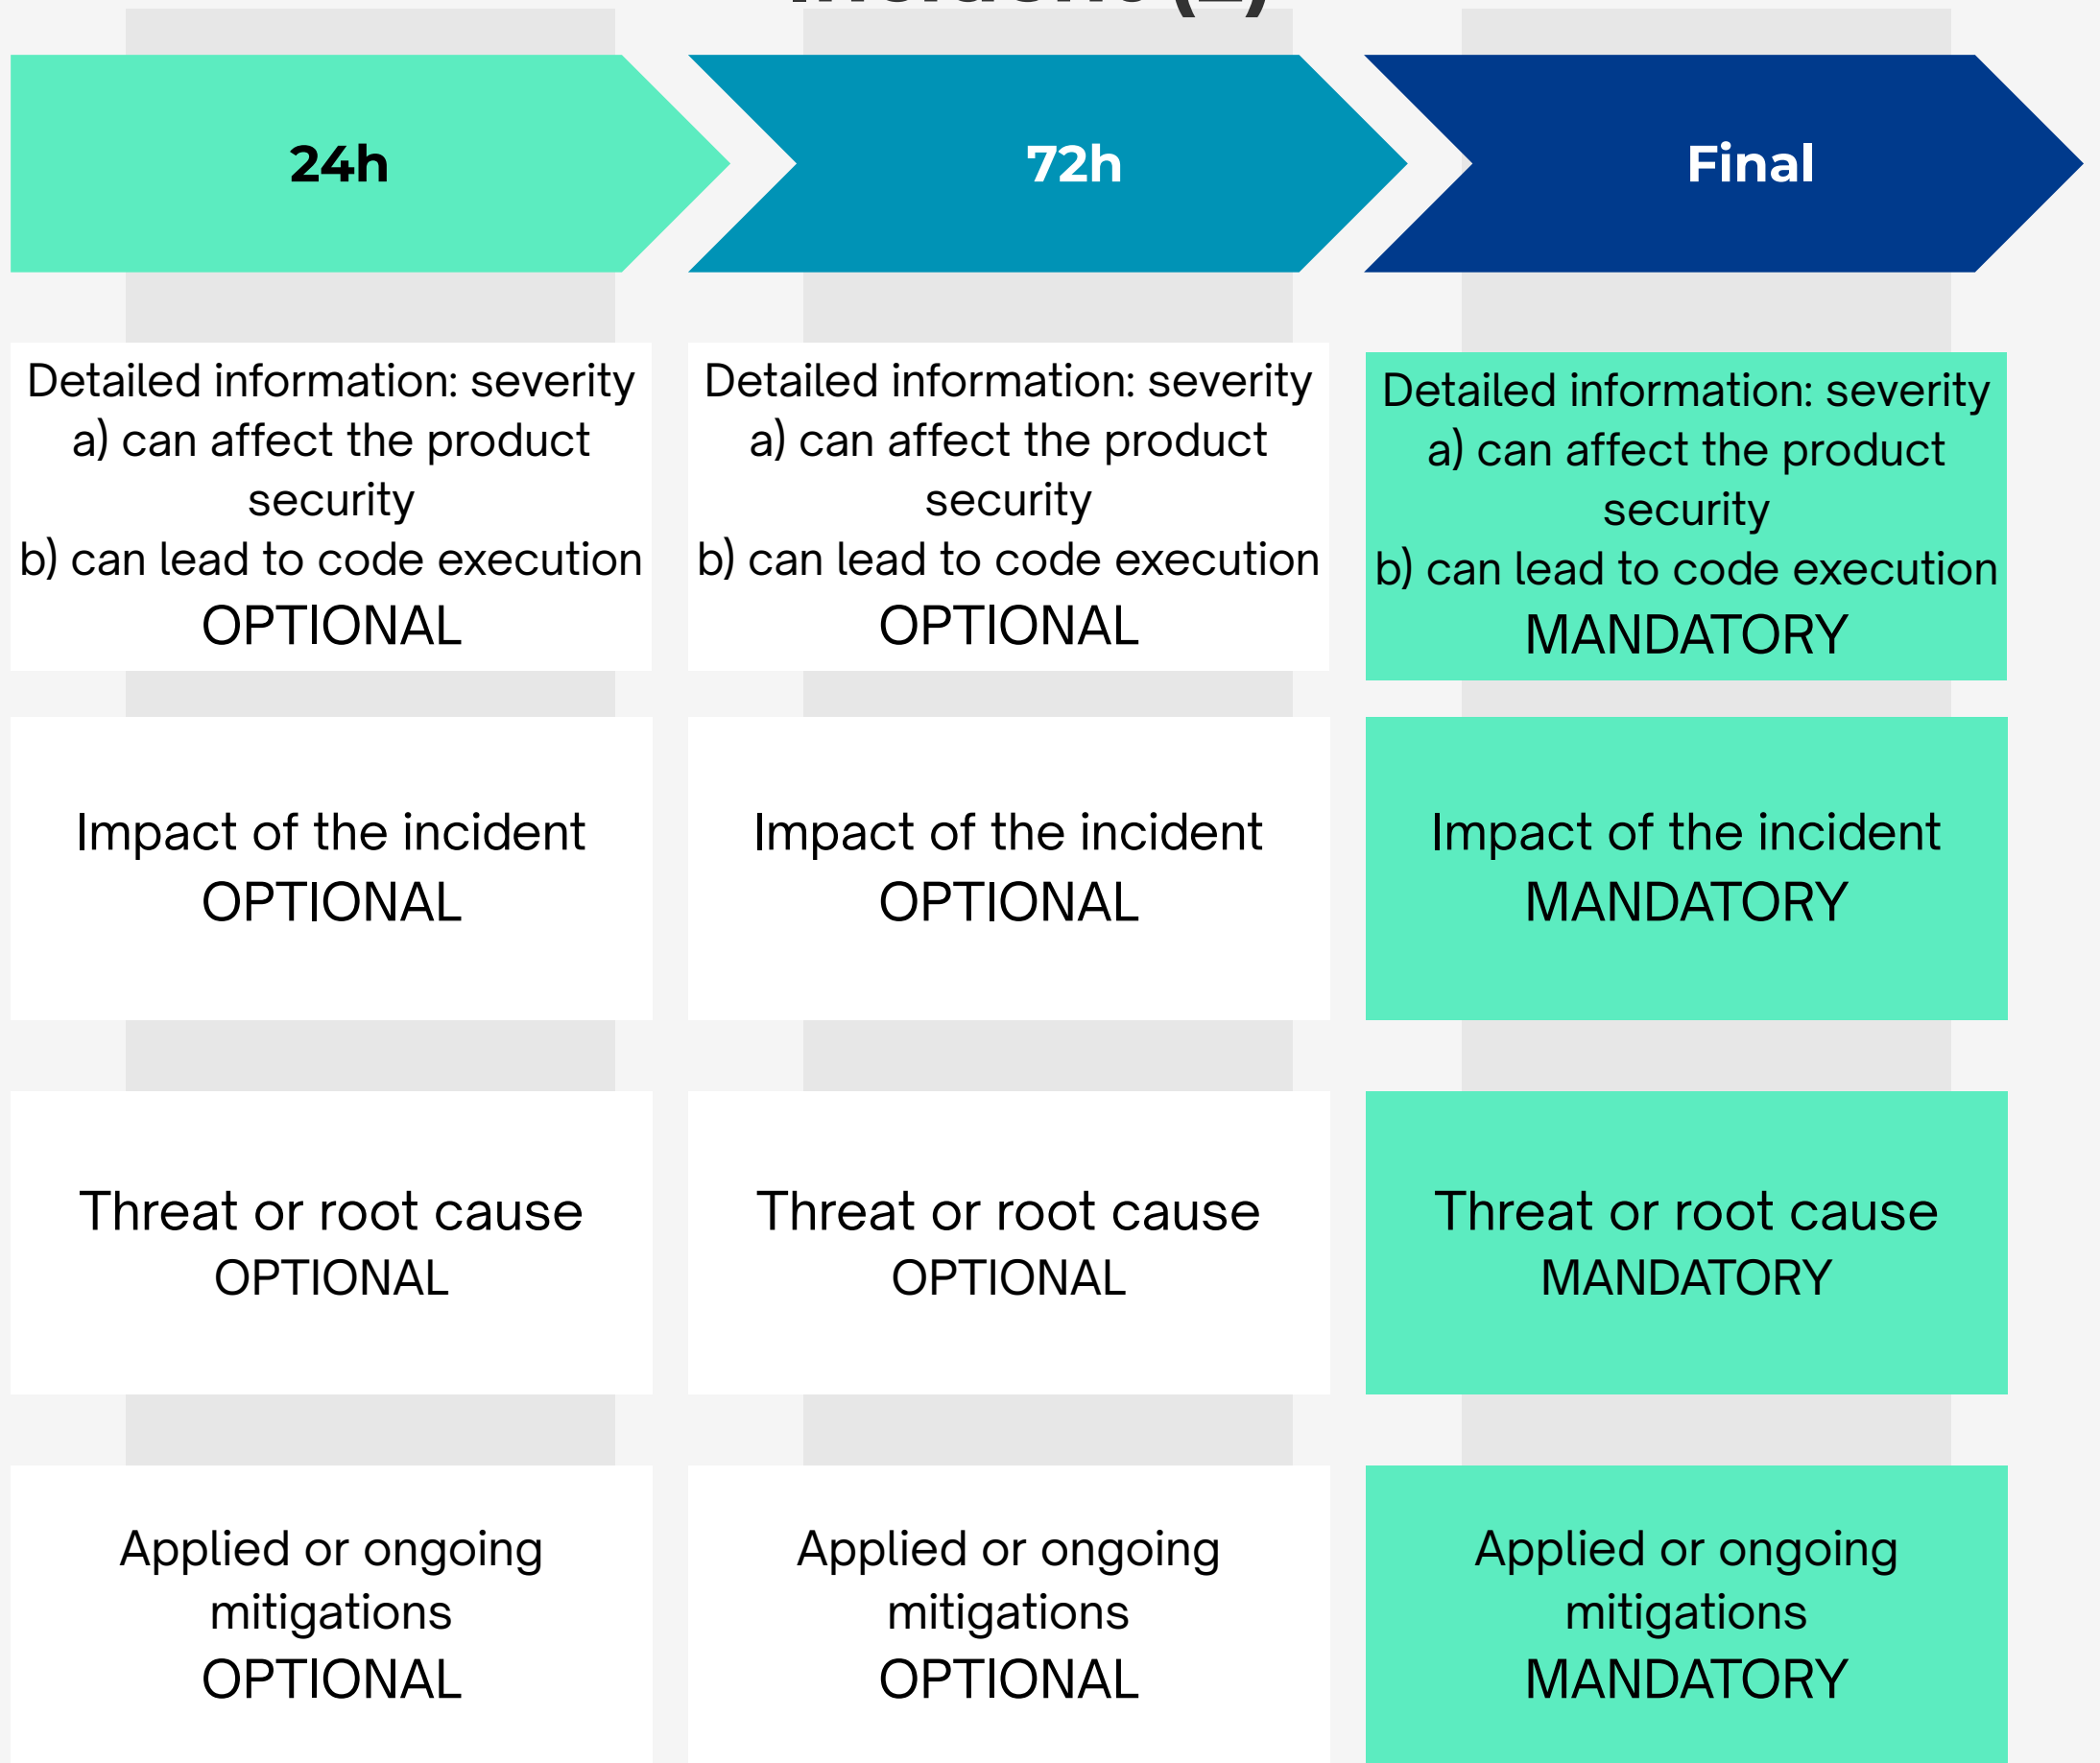 24h
72h
Final
Detailed information: severity
a) can affect the product
security
b) can lead to code execution
OPTIONAL
Detailed information: severity
a) can affect the product
security
b) can lead to code execution
OPTIONAL
Detailed information: severity
a) can affect the product
security
b) can lead to code execution
MANDATORY
Impact of the incident
OPTIONAL
Impact of the incident
OPTIONAL
Impact of the incident
MANDATORY
Threat or root cause
OPTIONAL
Threat or root cause
OPTIONAL
Threat or root cause
MANDATORY
Applied or ongoing
mitigations
OPTIONAL
Applied or ongoing
mitigations
OPTIONAL
Applied or ongoing
mitigations
MANDATORY